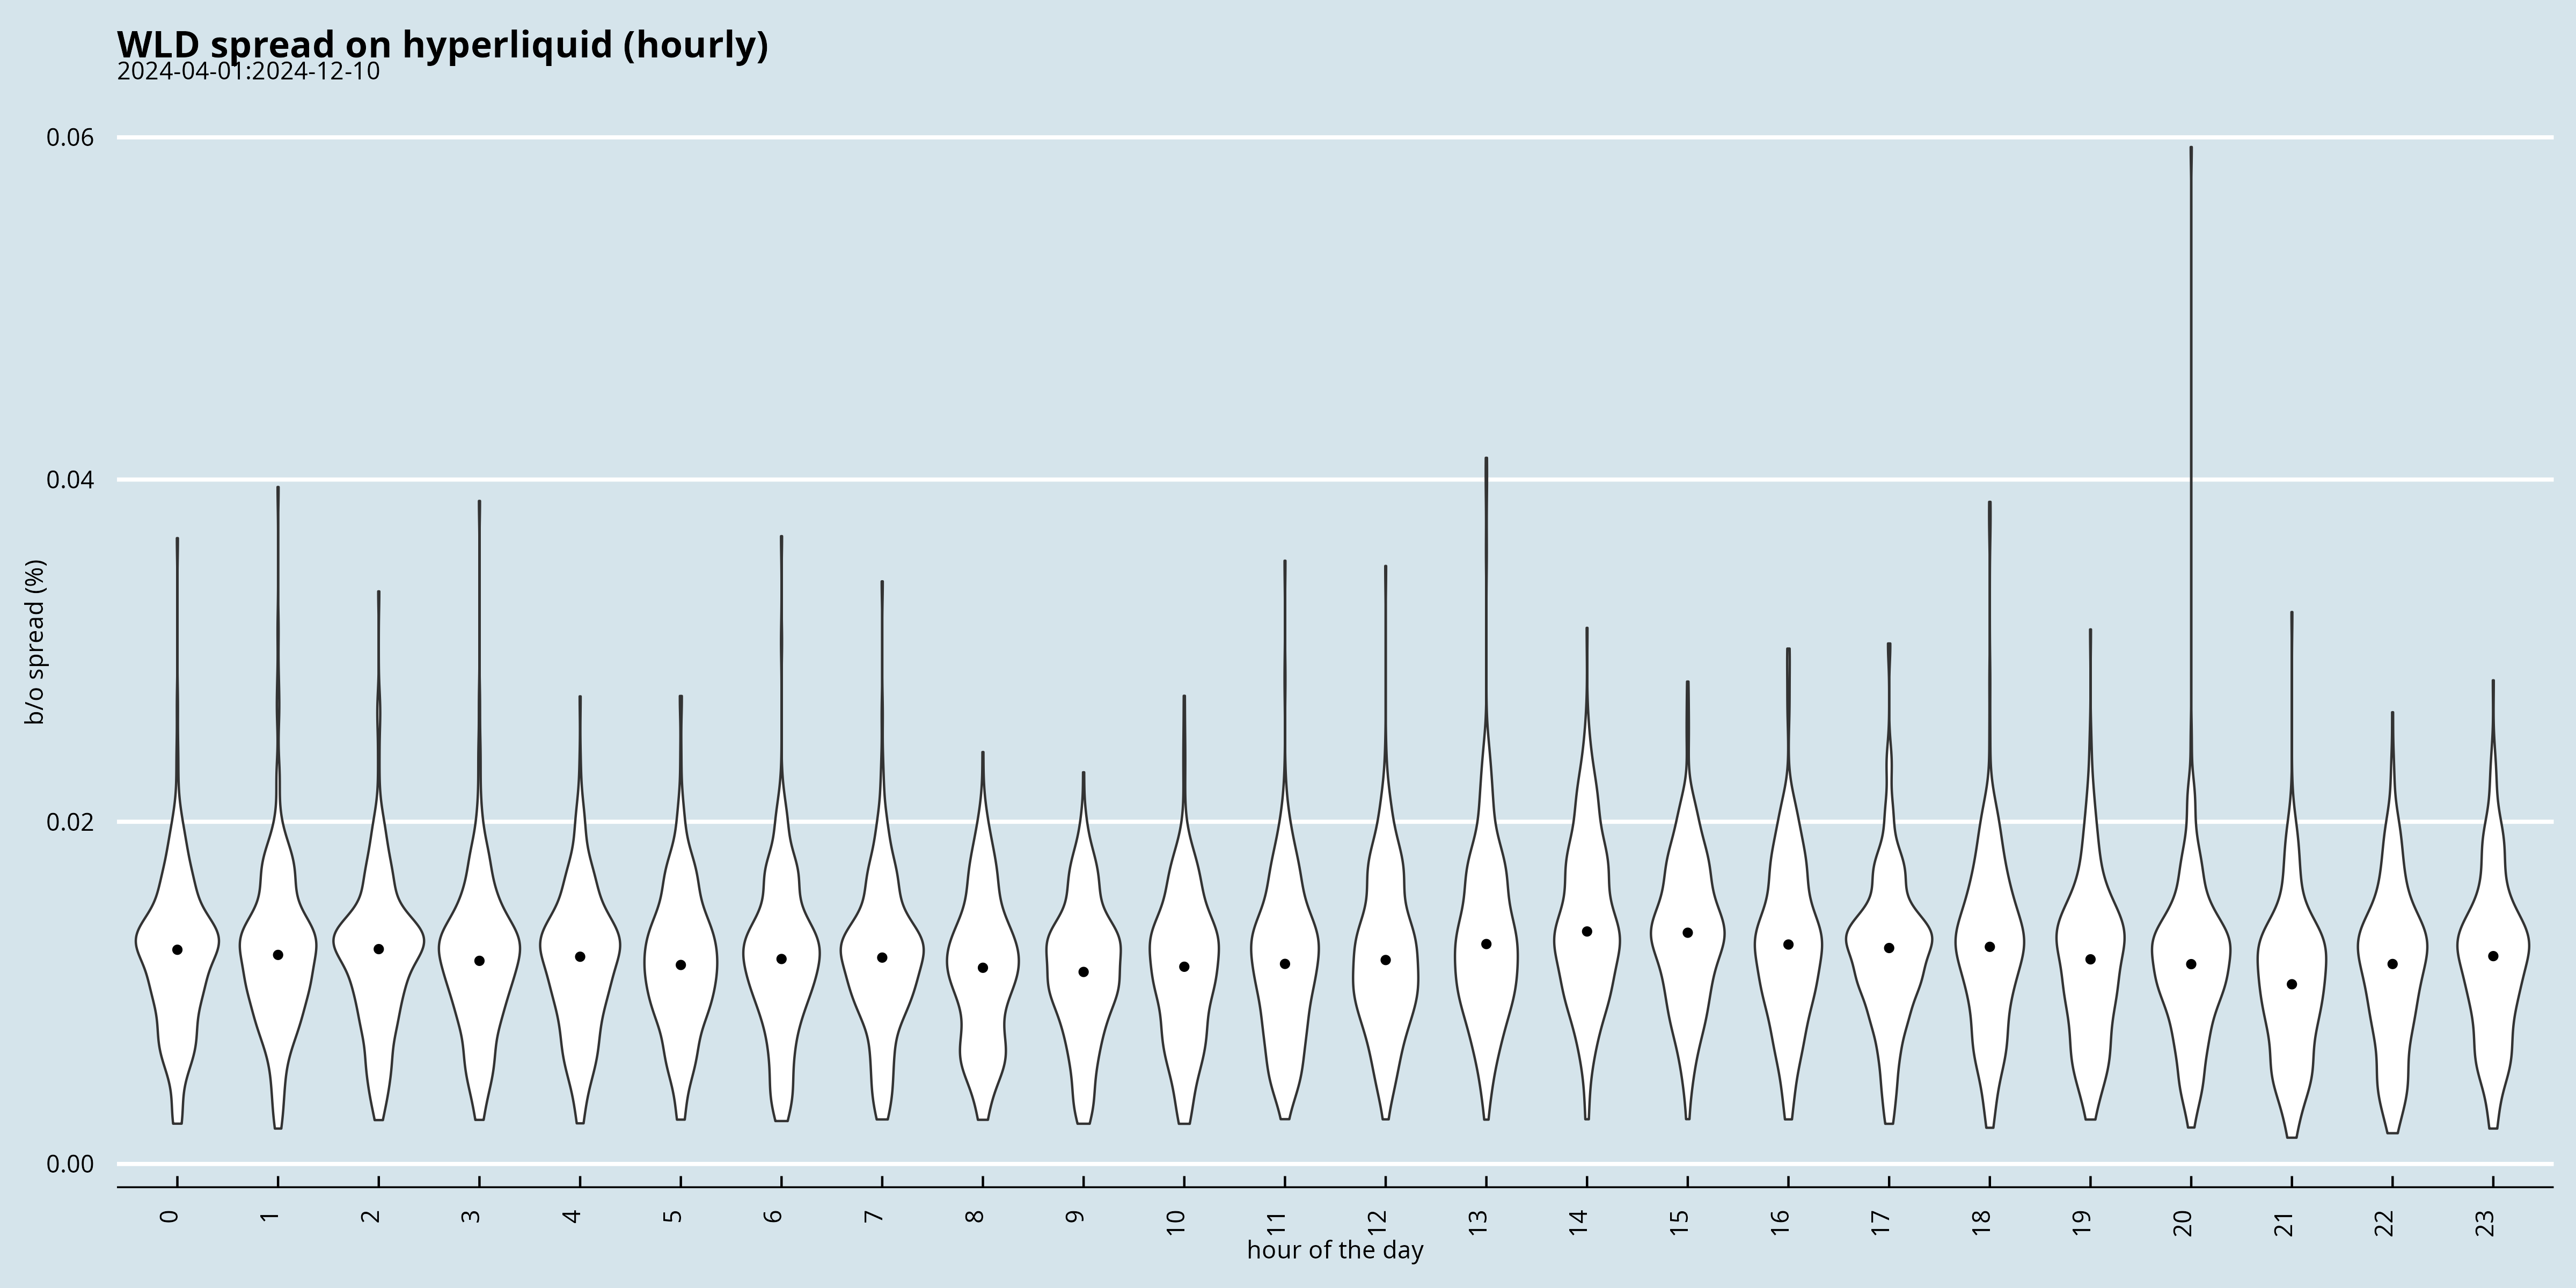 WLD spread on hyperliquid (hourly)
2024-04-01:2024-12-10
0.06
0.04
0.02
0.00
b/o spread (%)
0 1 2 3 4 5 6 7 8 9 10 11 12 13 14 15 16 17 18 19 20 21 22 23
hour of the day